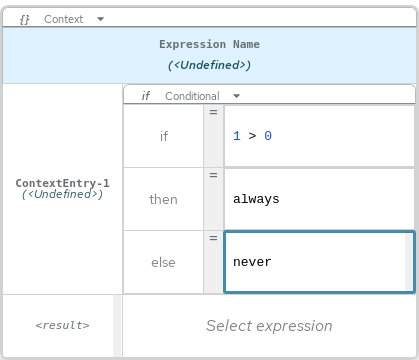 {} Context
Expression Name
(<Undefined>)
if Conditional
ContextEntry-1
(<Undefined>)
if = 1 > 0
then = always
else = never
<result> Select expression